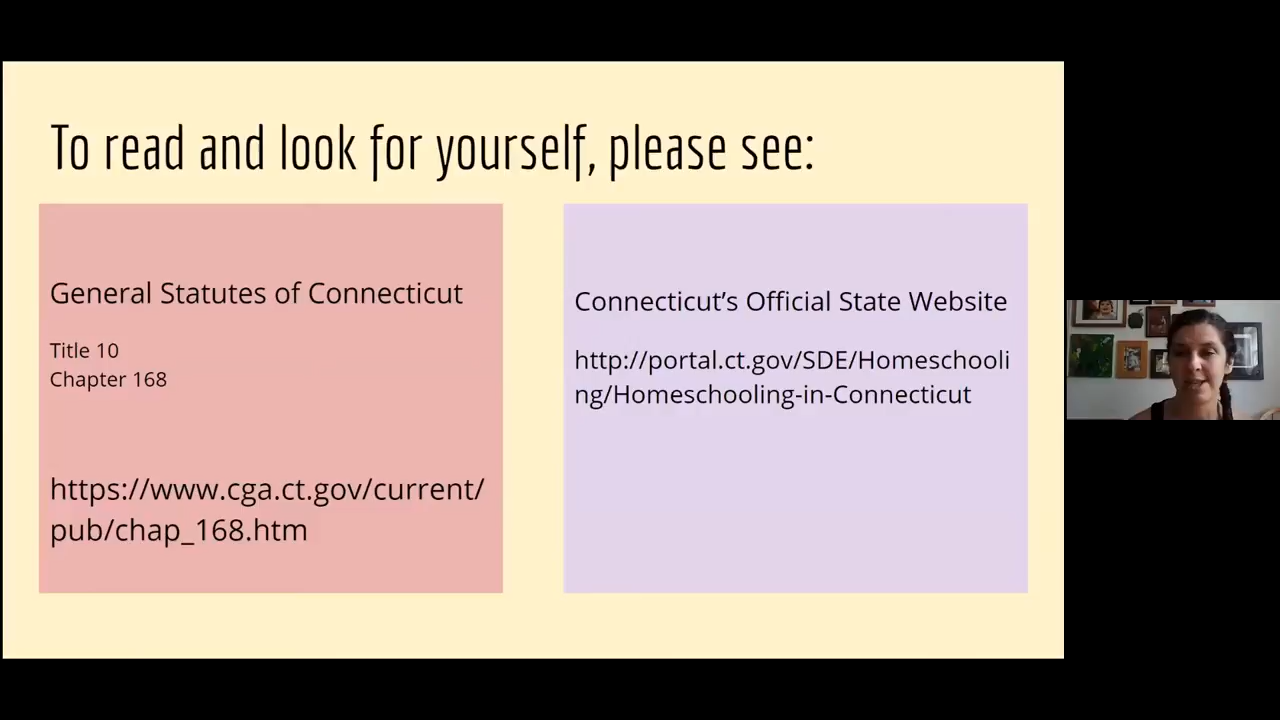 To read and look for yourself, please see:
General Statutes of Connecticut
Title 10
Chapter 168
https://www.cga.ct.gov/current/
pub/chap_168.htm
Connecticut’s Official State Website
http://portal.ct.gov/SDE/Homeschooli
ng/Homeschooling-in-Connecticut